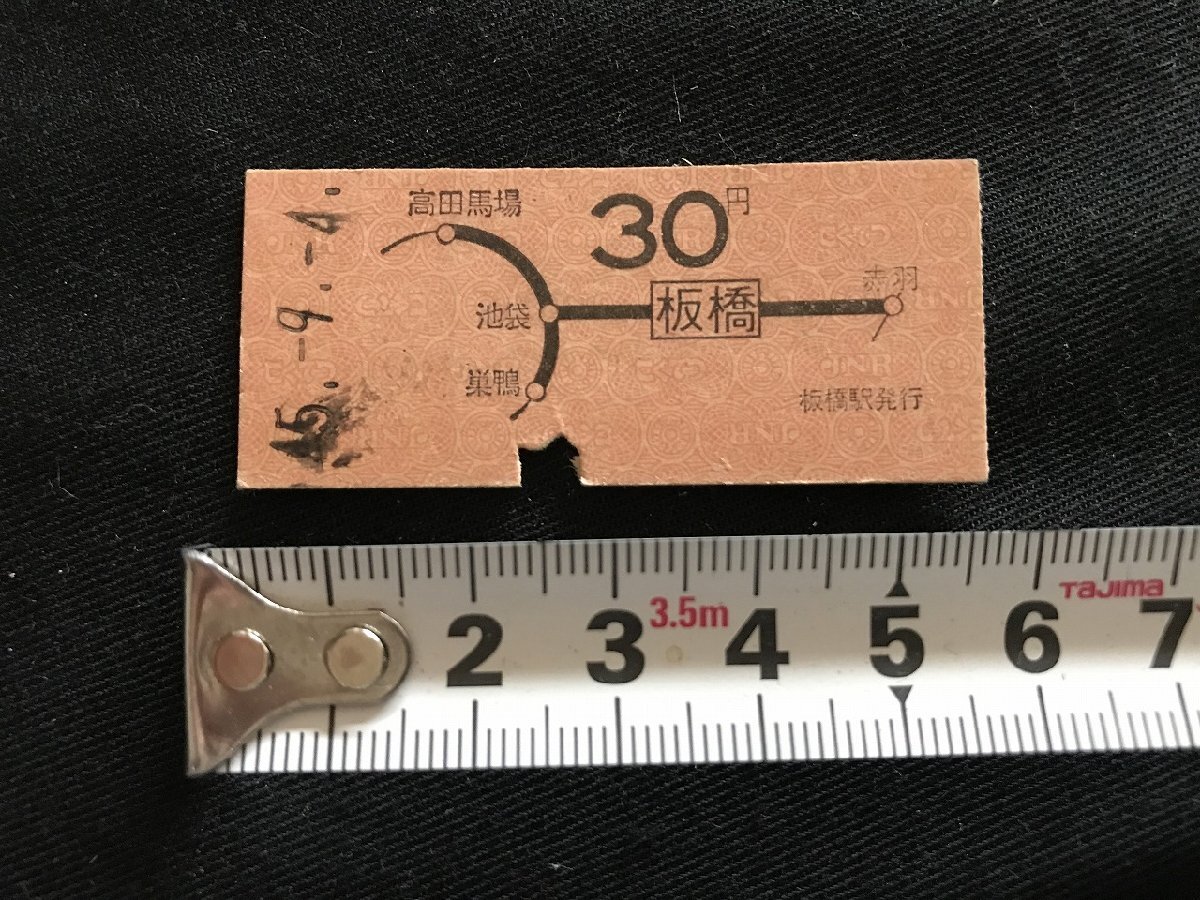 45.-9.-4.
高田馬場
30円
池袋
板橋
赤羽
巣鴨
板橋駅発行
JNR
3.5m
Tajima
2 3 4 5 6 7